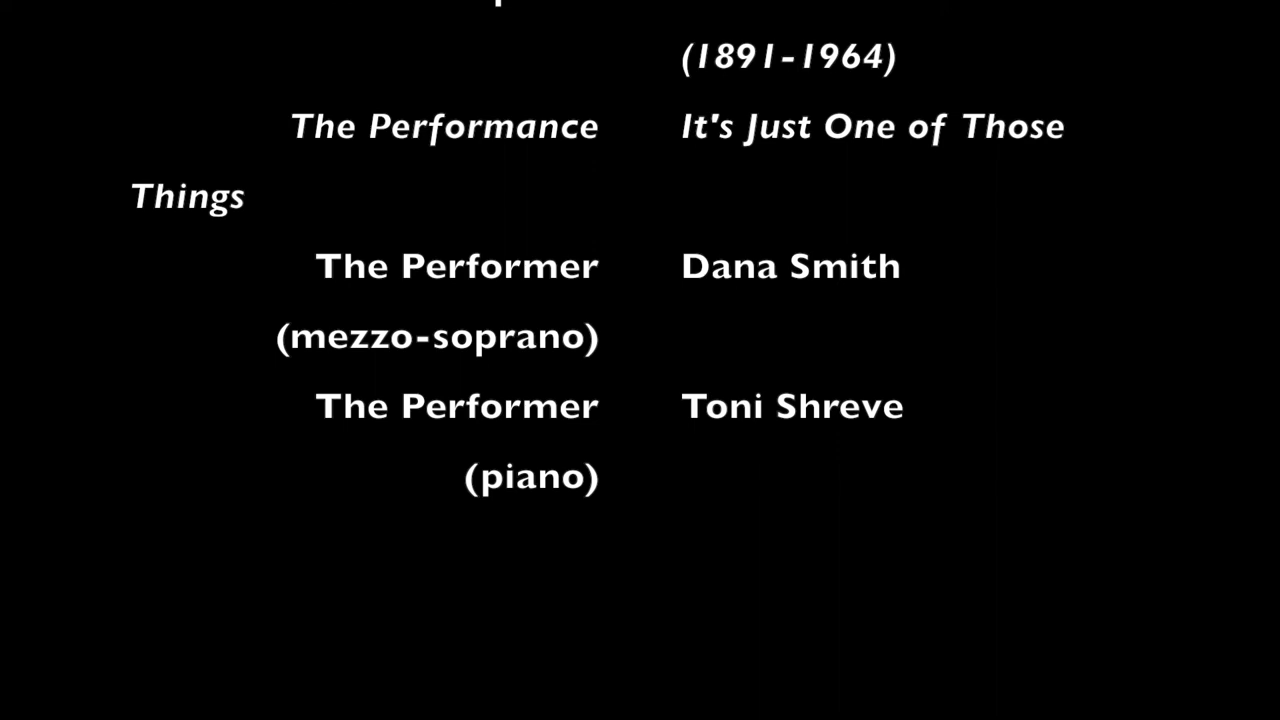 (1891-1964)
The Performance It's Just One of Those
Things
The Performer Dana Smith
(mezzo-soprano)
The Performer Toni Shreve
(piano)